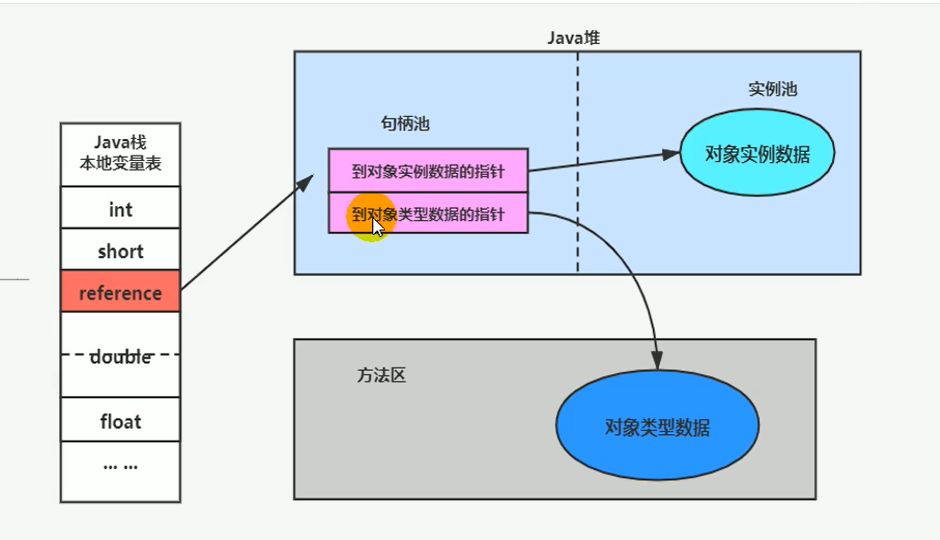 Java堆
实例池
句柄池
Java栈
本地变量表
到对象实例数据的指针
对象实例数据
int
到对象类型数据的指针
short
reference
double
方法区
float
对象类型数据
... ...